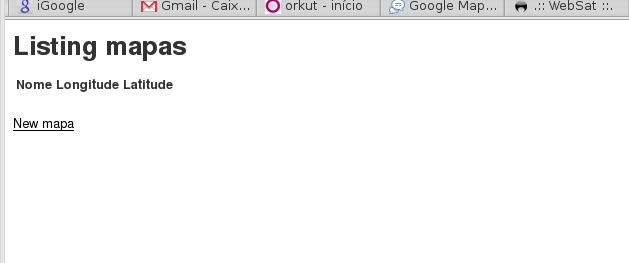 iGoogle Gmail - Caix... orkut - início Google Map... .:: WebSat ::.
Listing mapas
Nome Longitude Latitude
New mapa